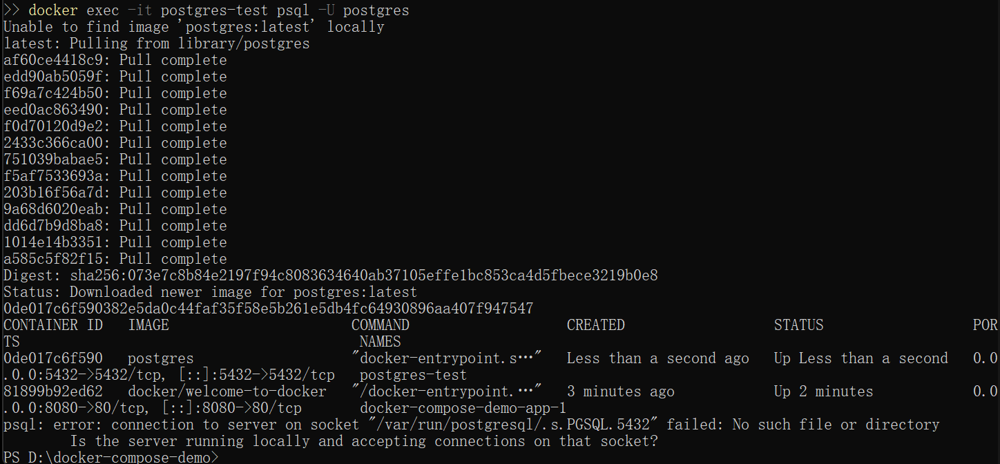 >> docker exec -it postgres-test psql -U postgres
Unable to find image 'postgres:latest' locally
latest: Pulling from library/postgres
af60ce4418c9: Pull complete
edd90ab5059f: Pull complete
f69a7c424b50: Pull complete
eed0ac863490: Pull complete
f0d70120d9e2: Pull complete
2433c366ca00: Pull complete
751039babae5: Pull complete
f5af7533693a: Pull complete
203b16f56a7d: Pull complete
9a68d6020eab: Pull complete
dd6d7b9d8ba8: Pull complete
1014e14b3351: Pull complete
a585c5f82f15: Pull complete
Digest: sha256:073e7c8b84e2197f94c8083634640ab37105effe1bc853ca4d5fbece3219b0e8
Status: Downloaded newer image for postgres:latest
0de017c6f590382e5da0c44faf35f58e5b261e5db4fc64930896aa407f947547
CONTAINER ID   IMAGE                      COMMAND                   CREATED                  STATUS                  POR
TS                                         NAMES
0de017c6f590   postgres                   "docker-entrypoint.s…"   Less than a second ago   Up Less than a second   0.0
.0.0:5432->5432/tcp, [::]:5432->5432/tcp   postgres-test
81899b92ed62   docker/welcome-to-docker   "/docker-entrypoint.…"   3 minutes ago            Up 2 minutes            0.0
.0.0:8080->80/tcp, [::]:8080->80/tcp       docker-compose-demo-app-1
psql: error: connection to server on socket "/var/run/postgresql/.s.PGSQL.5432" failed: No such file or directory
        Is the server running locally and accepting connections on that socket?
PS D:\docker-compose-demo>